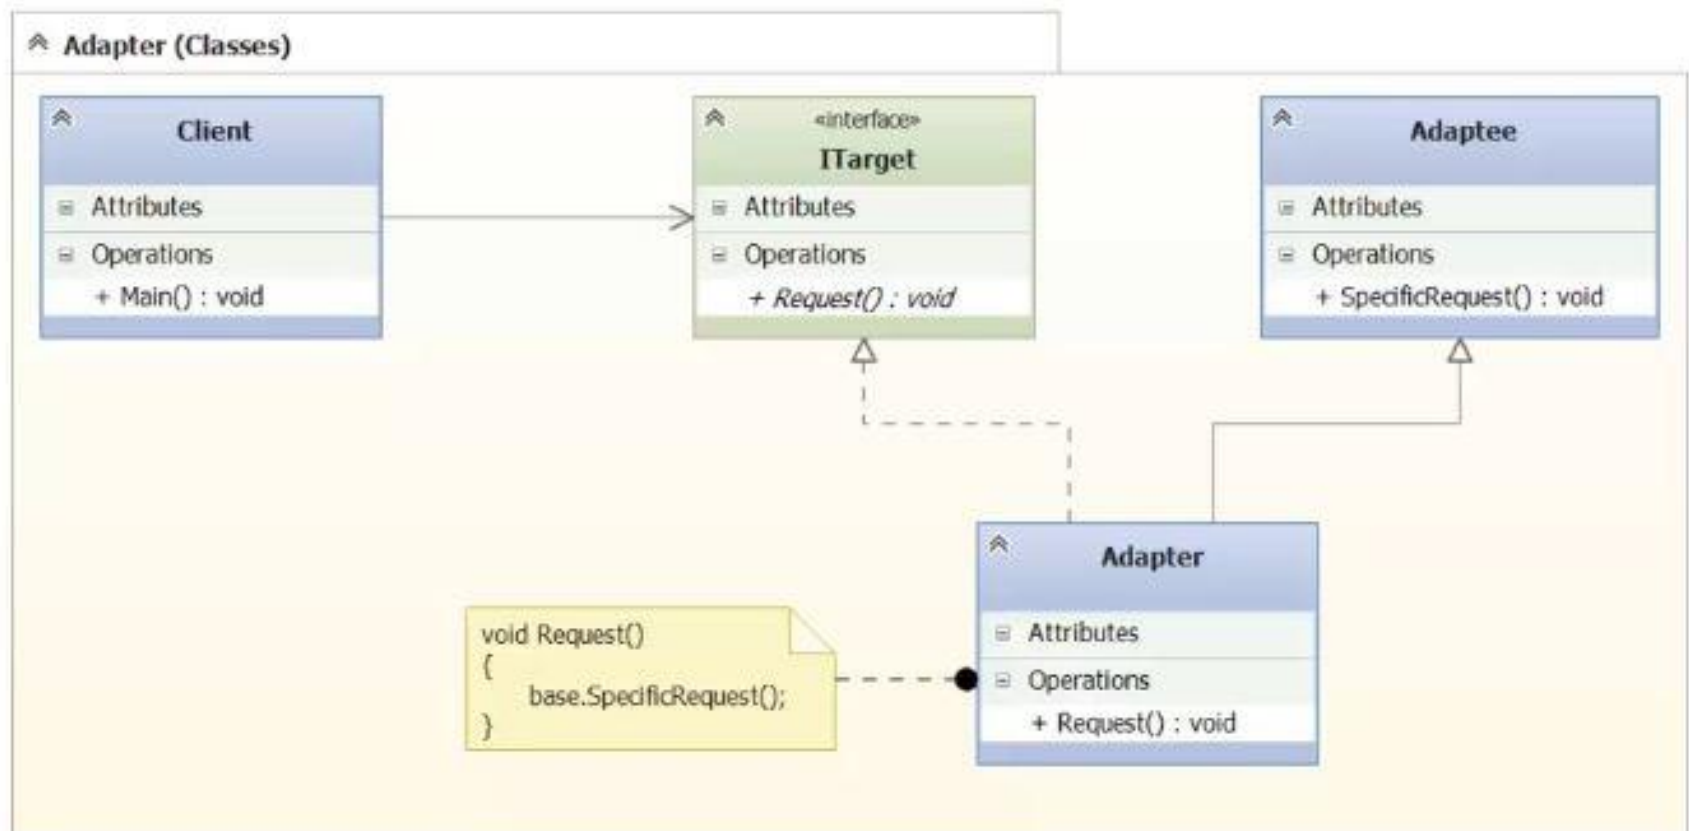 Adapter (Classes)
Client
Attributes
Operations
+ Main() : void
«interface»
ITarget
Attributes
Operations
+ Request() : void
Adaptee
Attributes
Operations
+ SpecificRequest() : void
void Request()
{
base.SpecificRequest();
}
Adapter
Attributes
Operations
+ Request() : void